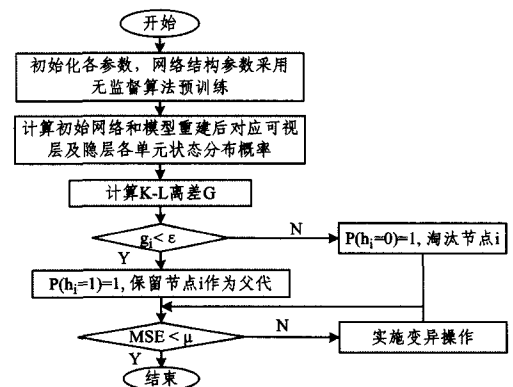 开始
初始化各参数，网络结构参数采用
无监督算法预训练
计算初始网络和模型重建后对应可视
层及隐层各单元状态分布概率
计算K-L离差G
gᵢ< ε
N
P(hᵢ=0)=1, 淘汰节点i
Y
P(hᵢ=1)=1, 保留节点i作为父代
MSE < μ
N
实施变异操作
Y
结束